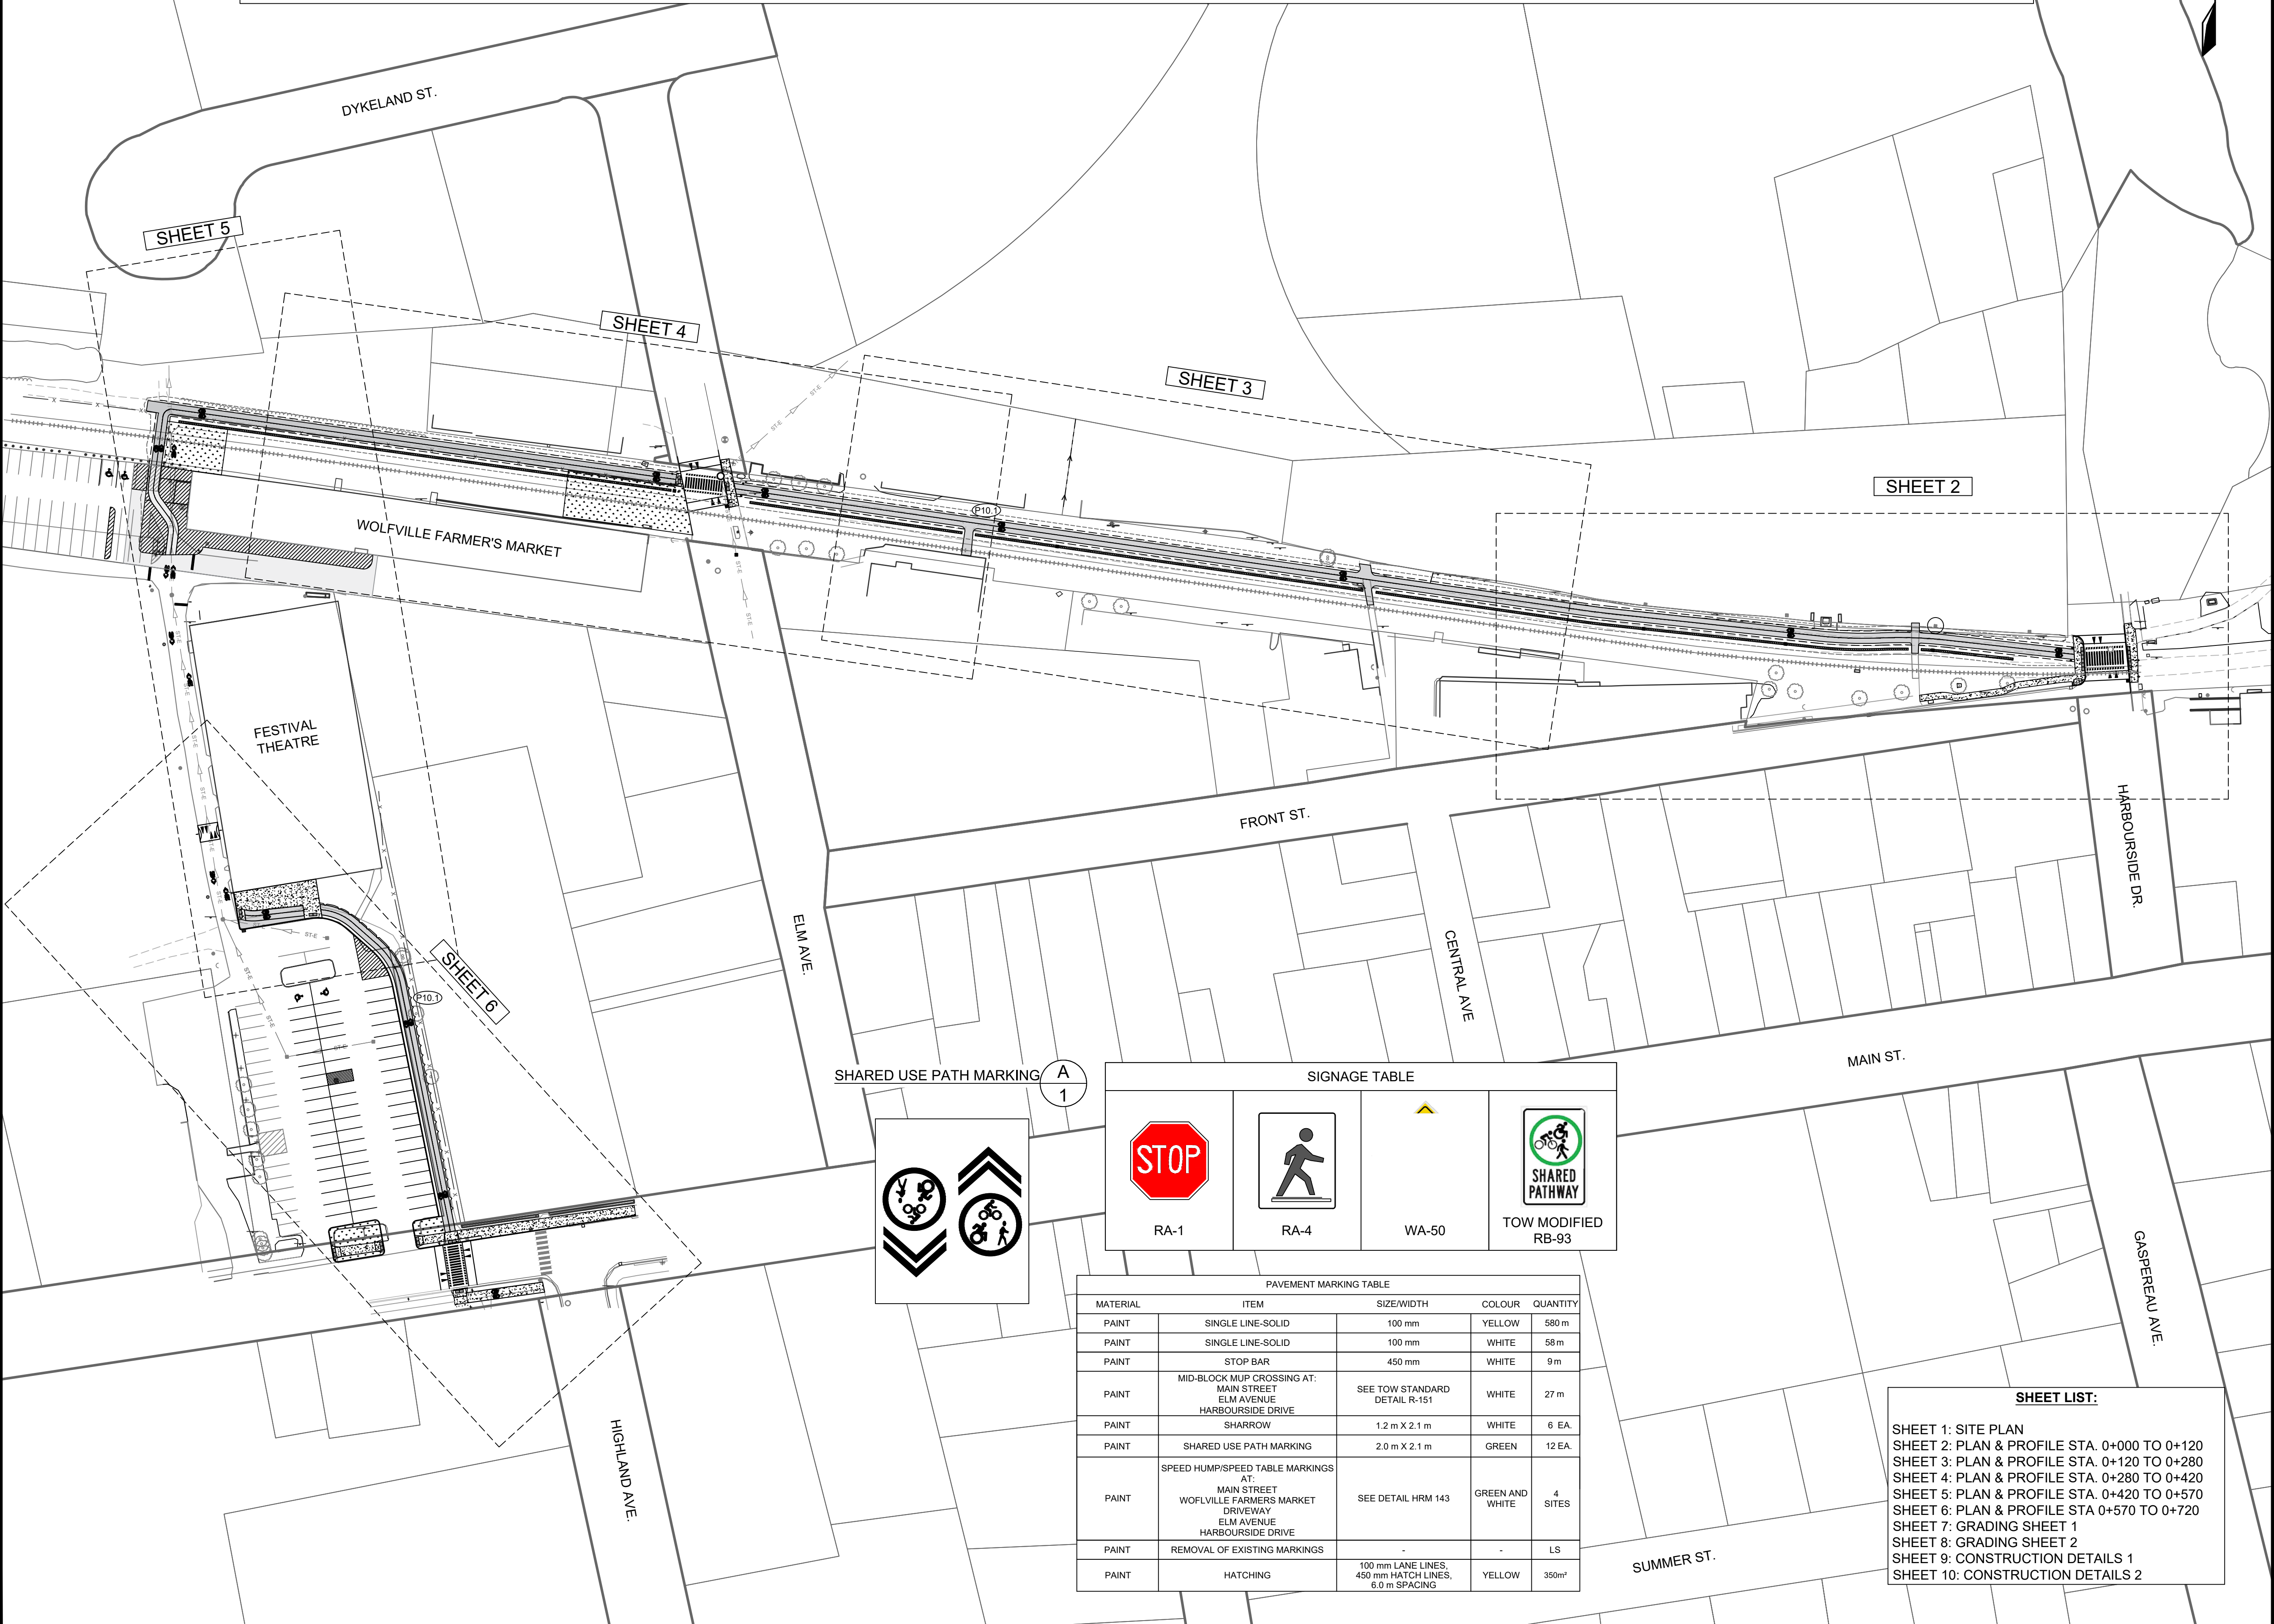 DYKELAND ST.
SHEET 5
SHEET 4
SHEET 3
SHEET 2
ST-E
ST-E
P10.1
WOLFVILLE FARMER'S MARKET
ST-E
ST-E
ST-E
ST-E
ST-E
ST-E
ST-E
FESTIVAL
THEATRE
FRONT ST.
HARBOURSIDE DR.
ELM AVE.
CENTRAL AVE
SHEET 6
ST-E
ST-E
ST-E
ST-E
P10.1
MAIN ST.
SHARED USE PATH MARKING
A
1
SIGNAGE TABLE
STOP
SHARED
PATHWAY
RA-1
RA-4
WA-50
TOW MODIFIED
RB-93
GASPEREAU AVE.
HIGHLAND AVE.
SUMMER ST.
PAVEMENT MARKING TABLE
MATERIAL ITEM SIZE/WIDTH COLOUR QUANTITY
PAINT SINGLE LINE-SOLID 100 mm YELLOW 580 m
PAINT SINGLE LINE-SOLID 100 mm WHITE 58 m
PAINT STOP BAR 450 mm WHITE 9 m
PAINT
MID-BLOCK MUP CROSSING AT:
MAIN STREET
ELM AVENUE
HARBOURSIDE DRIVE
SEE TOW STANDARD
DETAIL R-151
WHITE
27 m
PAINT SHARROW 1.2 m X 2.1 m WHITE 6 EA.
PAINT SHARED USE PATH MARKING 2.0 m X 2.1 m GREEN 12 EA.
PAINT
SPEED HUMP/SPEED TABLE MARKINGS
AT:
MAIN STREET
WOFLVILLE FARMERS MARKET
DRIVEWAY
ELM AVENUE
HARBOURSIDE DRIVE
SEE DETAIL HRM 143
GREEN AND
WHITE
4
SITES
PAINT REMOVAL OF EXISTING MARKINGS - - LS
PAINT
HATCHING
100 mm LANE LINES,
450 mm HATCH LINES,
6.0 m SPACING
YELLOW
350m²
SHEET LIST:
SHEET 1: SITE PLAN
SHEET 2: PLAN & PROFILE STA. 0+000 TO 0+120
SHEET 3: PLAN & PROFILE STA. 0+120 TO 0+280
SHEET 4: PLAN & PROFILE STA. 0+280 TO 0+420
SHEET 5: PLAN & PROFILE STA. 0+420 TO 0+570
SHEET 6: PLAN & PROFILE STA 0+570 TO 0+720
SHEET 7: GRADING SHEET 1
SHEET 8: GRADING SHEET 2
SHEET 9: CONSTRUCTION DETAILS 1
SHEET 10: CONSTRUCTION DETAILS 2